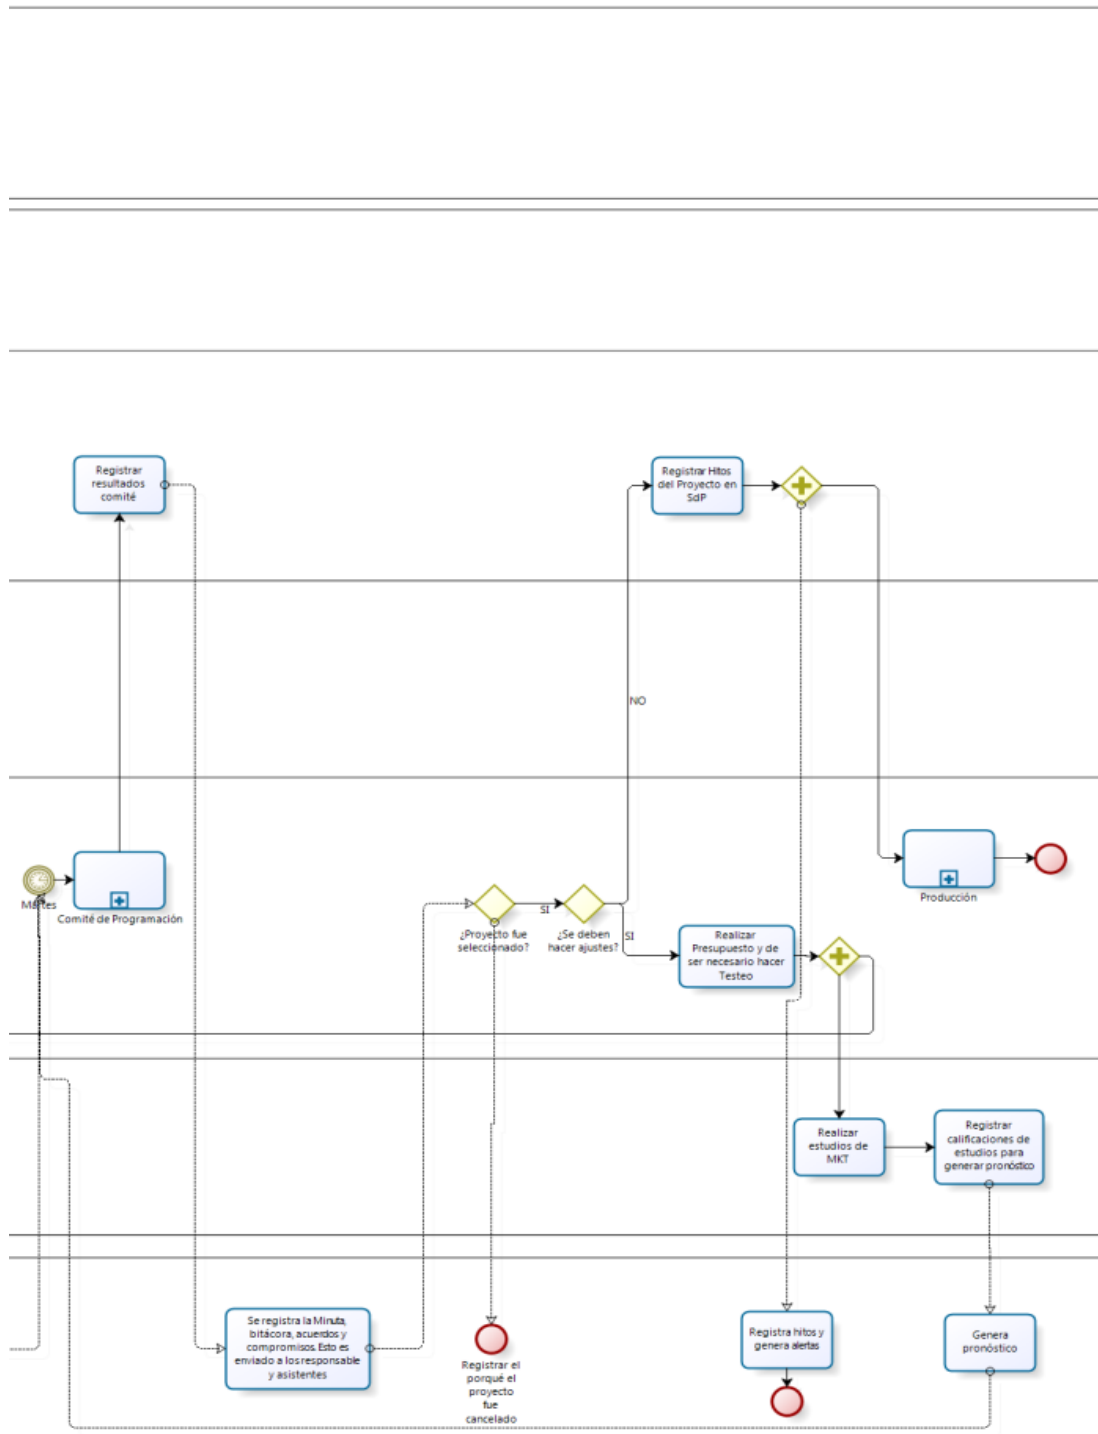 Registrar
resultados
comité
Registrar Hitos
del Proyecto en
SdP
NO
Martes
Comité de Programación
Producción
SI
¿Proyecto fue
seleccionado?
¿Se deben
hacer ajustes?
SI
Realizar
Presupuesto y de
ser necesario hacer
Testeo
Realizar
estudios de
MKT
Registrar
calificaciones de
estudios para
generar pronóstico
Se registra la Minuta,
bitácora, acuerdos y
compromisos. Esto es
enviado a los responsable
y asistentes
Registrar el
porqué el
proyecto
fue
cancelado
Registra hitos y
genera alertas
Genera
pronóstico